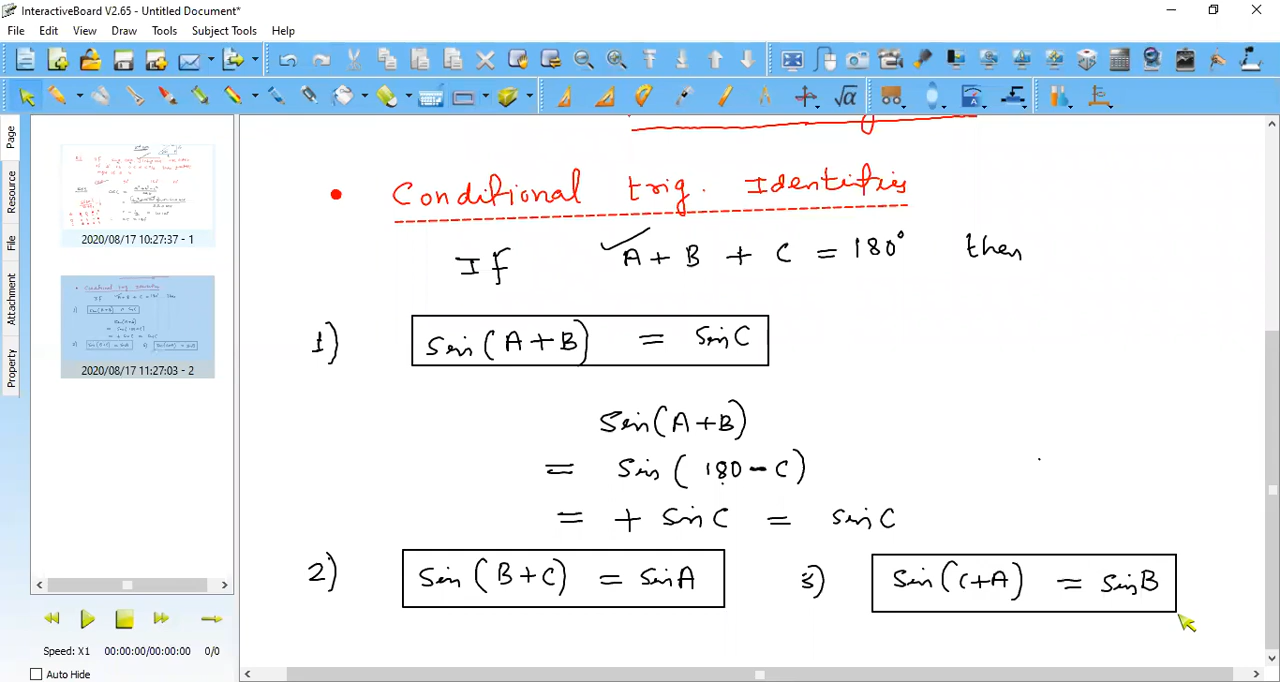 InteractiveBoard V2.65 - Untitled Document*
File Edit View Draw Tools Subject Tools Help
Page
Resource
File
Attachment
Property
2020/08/17 10:27:37 - 1
2020/08/17 11:27:03 - 2
Speed: X1 00:00:00/00:00:00 0/0
Auto Hide
• Conditional trig. Identities
If A + B + C = 180° then
1) Sin(A+B) = SinC
Sin(A+B)
= Sin(180-C)
= + SinC = SinC
2) Sin(B+C) = SinA 3) Sin(C+A) = SinB